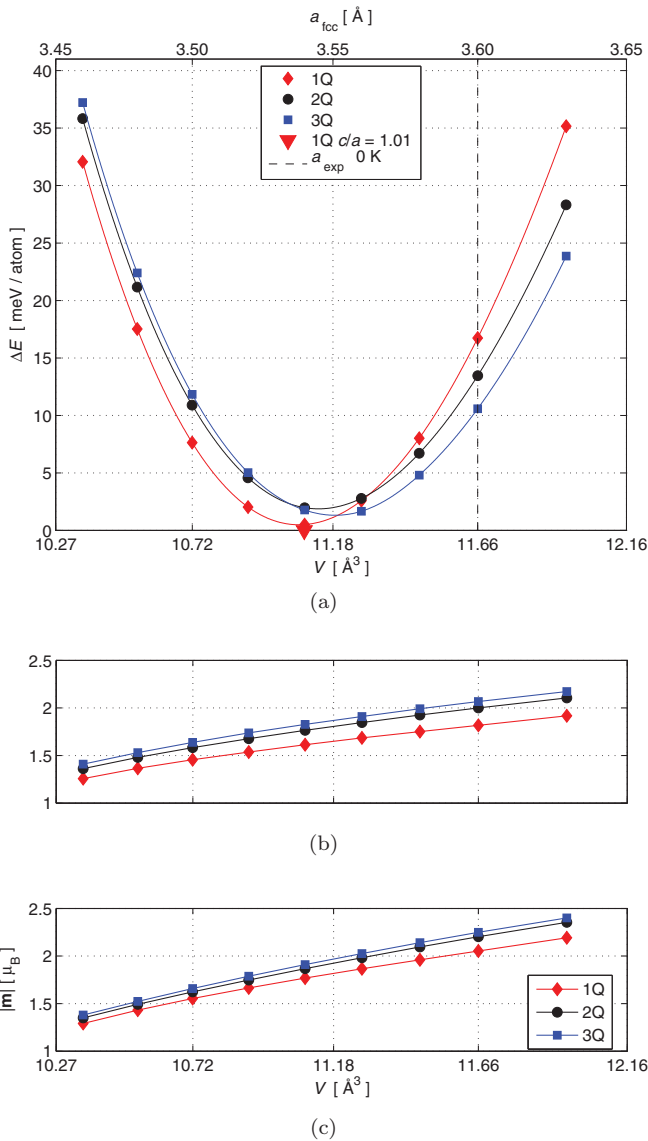 a_fcc [ Å ]
3.45 3.50 3.55 3.60 3.65
40
35
30
25
20
15
10
5
0
ΔE [ meV / atom ]
1Q
2Q
3Q
1Q c/a = 1.01
a_exp 0 K
10.27 10.72 11.18 11.66 12.16
V [ Å³ ]
(a)
2.5
2
1.5
1
(b)
2.5
2
1.5
1
|m| [ μ_B ]
1Q
2Q
3Q
10.27 10.72 11.18 11.66 12.16
V [ Å³ ]
(c)